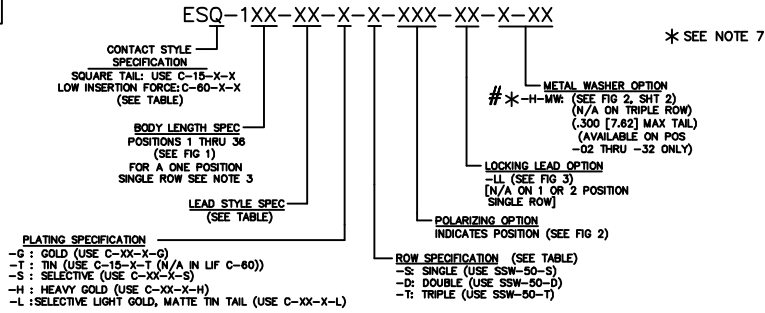 ESQ-1XX-XX-X-X-XXX-XX-X-XX
* SEE NOTE 7
CONTACT STYLE
SPECIFICATION
SQUARE TAIL: USE C-15-X-X
LOW INSERTION FORCE: C-60-X-X
(SEE TABLE)
BODY LENGTH SPEC
POSITIONS 1 THRU 36
(SEE FIG 1)
FOR A ONE POSITION
SINGLE ROW SEE NOTE 3
LEAD STYLE SPEC
(SEE TABLE)
PLATING SPECIFICATION
-G : GOLD (USE C-XX-X-G)
-T : TIN (USE C-15-X-T (N/A IN LIF C-60))
-S : SELECTIVE (USE C-XX-X-S)
-H : HEAVY GOLD (USE C-XX-X-H)
-L :SELECTIVE LIGHT GOLD, MATTE TIN TAIL (USE C-XX-X-L)
ROW SPECIFICATION (SEE TABLE)
-S: SINGLE (USE SSW-50-S)
-D: DOUBLE (USE SSW-50-D)
-T: TRIPLE (USE SSW-50-T)
POLARIZING OPTION
INDICATES POSITION (SEE FIG 2)
LOCKING LEAD OPTION
-LL (SEE FIG 3)
[N/A ON 1 OR 2 POSITION
SINGLE ROW]
METAL WASHER OPTION
# * -H-MW: (SEE FIG 2, SHT 2)
(N/A ON TRIPLE ROW)
(.300 [7.62] MAX TAIL)
(AVAILABLE ON POS
-02 THRU -32 ONLY)